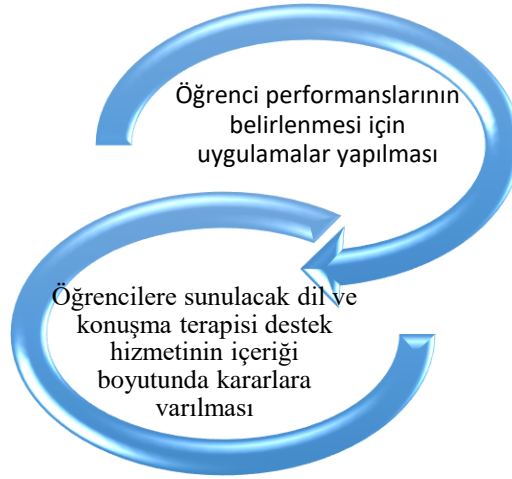 Öğrenci performanslarının
belirlenmesi için
uygulamalar yapılması
Öğrencilere sunulacak dil ve
konuşma terapisi destek
hizmetinin içeriği
boyutunda kararlara
varılması